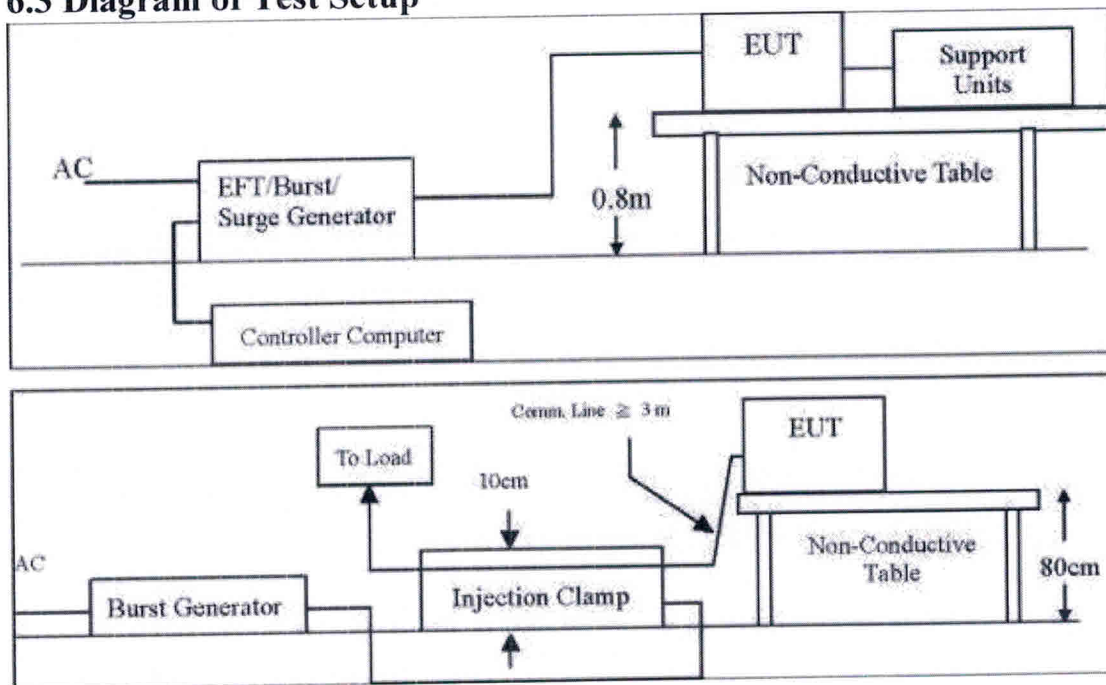 6.3 Diagram of Test Setup
EUT
Support
Units
AC
EFT/Burst/
Surge Generator
0.8m
Non-Conductive Table
Controller Computer
Comm. Line ≧ 3 m
EUT
To Load
10cm
AC
Burst Generator
Injection Clamp
Non-Conductive
Table
80cm